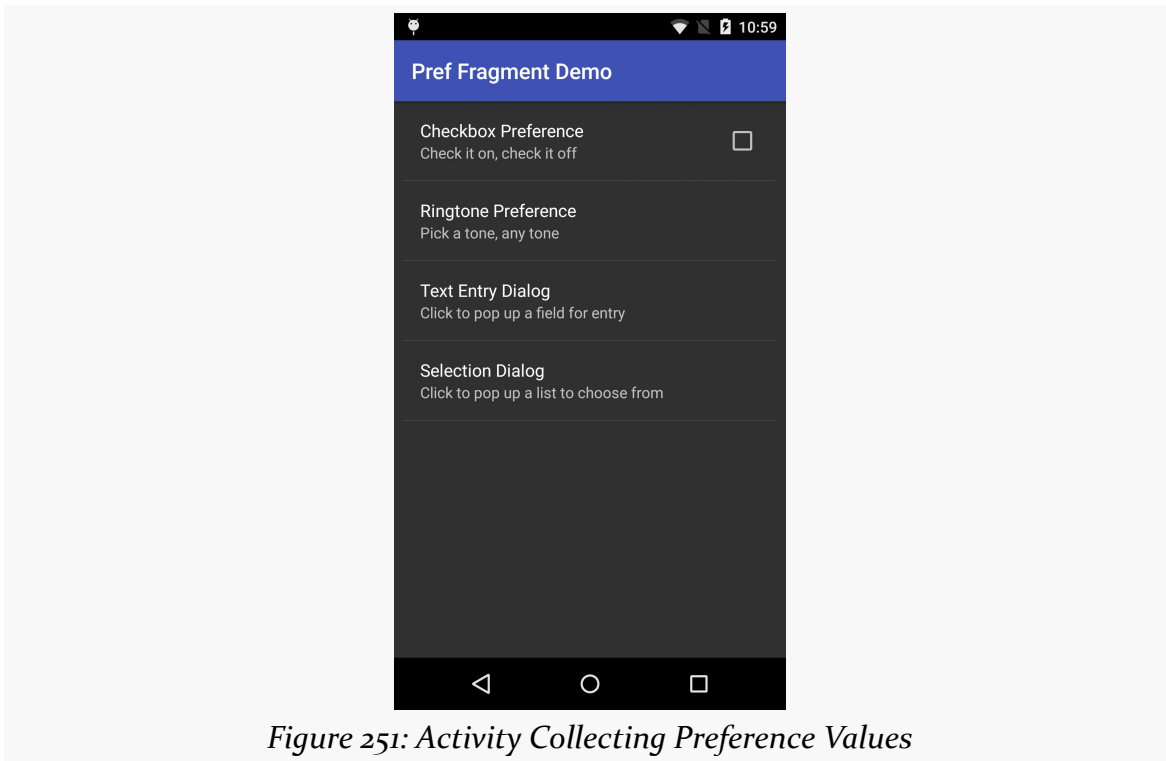 10:59
Pref Fragment Demo
Checkbox Preference
Check it on, check it off
Ringtone Preference
Pick a tone, any tone
Text Entry Dialog
Click to pop up a field for entry
Selection Dialog
Click to pop up a list to choose from
Figure 251: Activity Collecting Preference Values